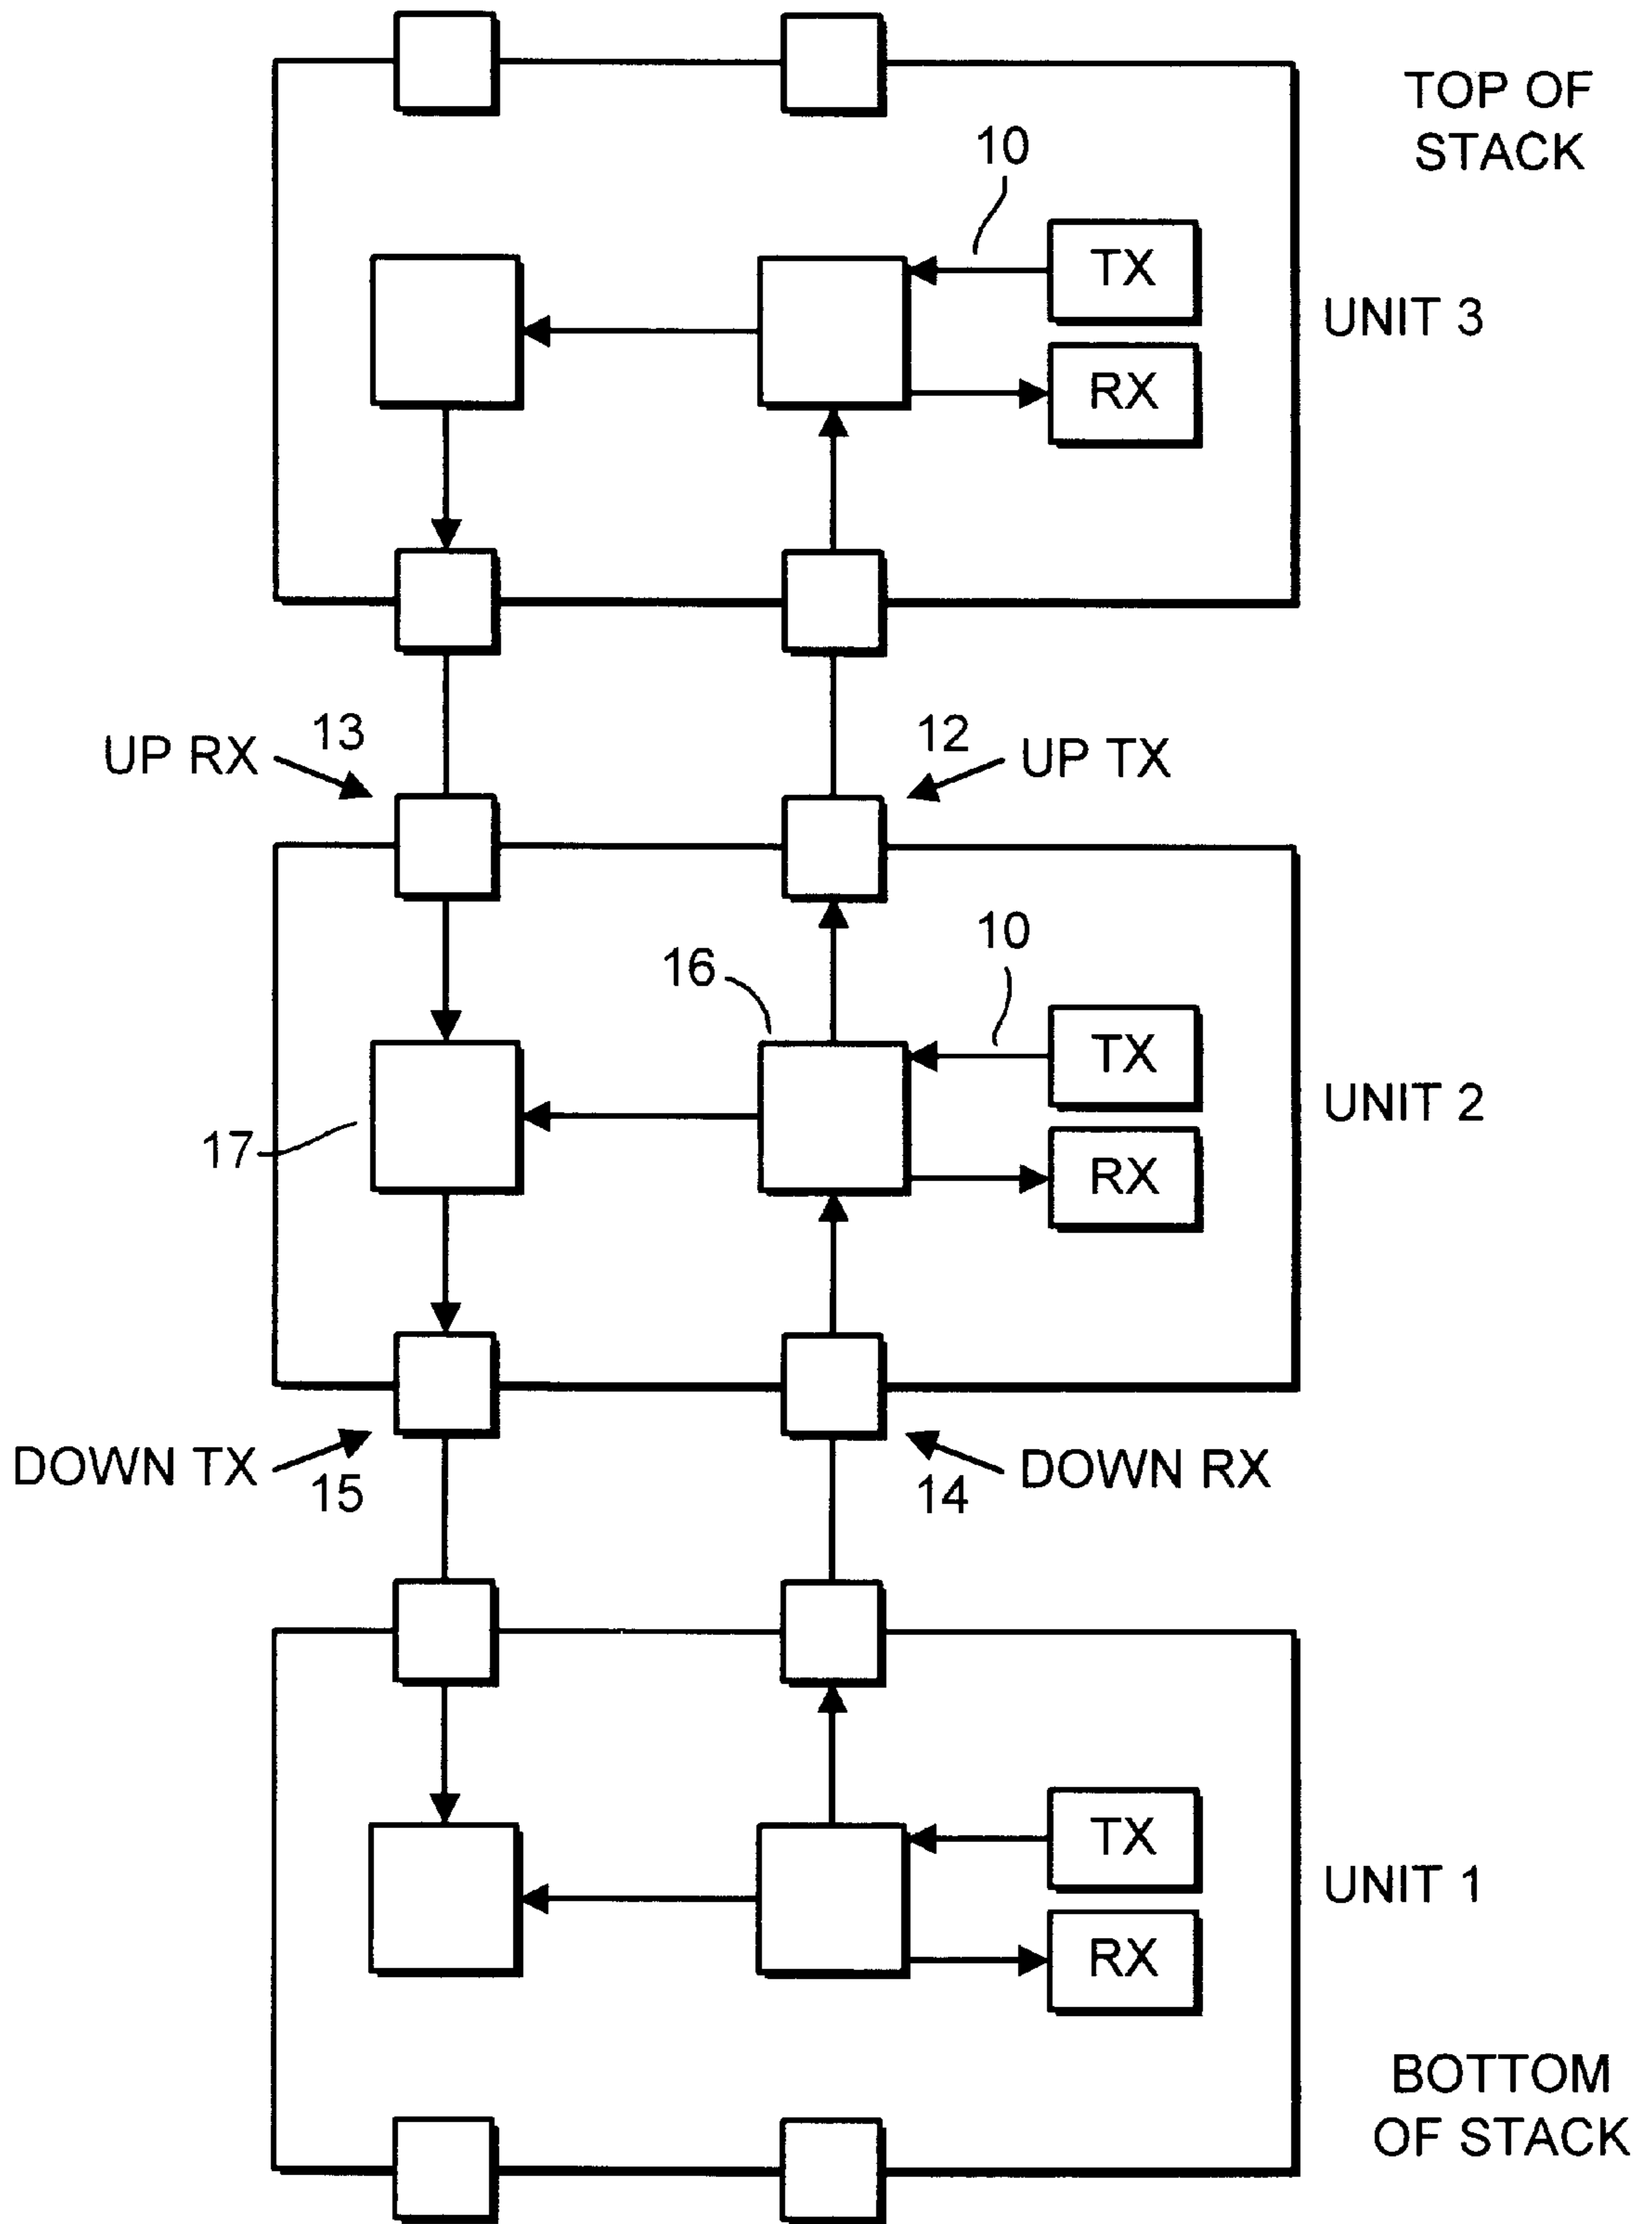 TOP OF
STACK
10
TX
UNIT 3
RX
13
12
UP RX
UP TX
10
16
TX
UNIT 2
17
RX
DOWN TX
DOWN RX
15
14
TX
UNIT 1
RX
BOTTOM
OF STACK